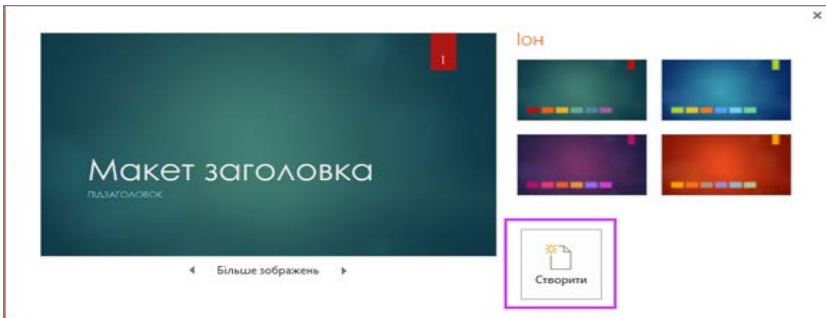 Іон
1
Макет заголовка
ПІДЗАГОЛОВОК
Більше зображень
Створити